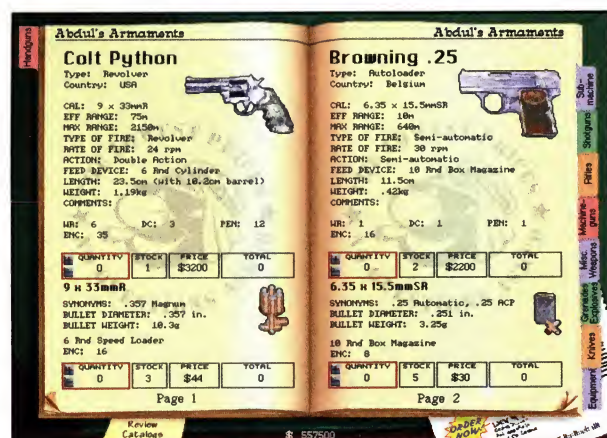 Handguns
Abdul's Armaments
Colt Python
Type: Revolver
Country: USA
CAL: 9 x 33mmR
EFF RANGE: 75m
MAX RANGE: 2150m
TYPE OF FIRE: Revolver
RATE OF FIRE: 24 rpm
ACTION: Double Action
FEED DEVICE: 6 Rnd Cylinder
LENGTH: 23.5cm (with 10.2cm barrel)
WEIGHT: 1.19kg
COMMENTS:
WR: 6 DC: 3 PEN: 12
ENC: 35
QUANTITY STOCK PRICE TOTAL
0 1 $3200 0
9 x 33mmR
SYNONYMS: .357 Magnum
BULLET DIAMETER: .357 in.
BULLET WEIGHT: 10.3g
6 Rnd Speed Loader
ENC: 16
QUANTITY STOCK PRICE TOTAL
0 3 $44 0
Page 1
Abdul's Armaments
Browning .25
Type: Autoloader
Country: Belgium
CAL: 6.35 x 15.5mmSR
EFF RANGE: 10m
MAX RANGE: 640m
TYPE OF FIRE: Semi-automatic
RATE OF FIRE: 30 rpm
ACTION: Semi-automatic
FEED DEVICE: 10 Rnd Box Magazine
LENGTH: 11.5cm
WEIGHT: .42kg
COMMENTS:
WR: 1 DC: 1 PEN: 1
ENC: 16
QUANTITY STOCK PRICE TOTAL
0 2 $2200 0
6.35 x 15.5mmSR
SYNONYMS: .25 Automatic, .25 ACP
BULLET DIAMETER: .251 in.
BULLET WEIGHT: 3.25g
10 Rnd Box Magazine
ENC: 8
QUANTITY STOCK PRICE TOTAL
0 5 $30 0
Page 2
Sub-
machine
Shotguns
Rifles
Machine-
guns
Misc.
Weapons
Grenades
Explosives
Knives
Equipment
Review
Catalogs
$ 557500
ORDER
NOW!